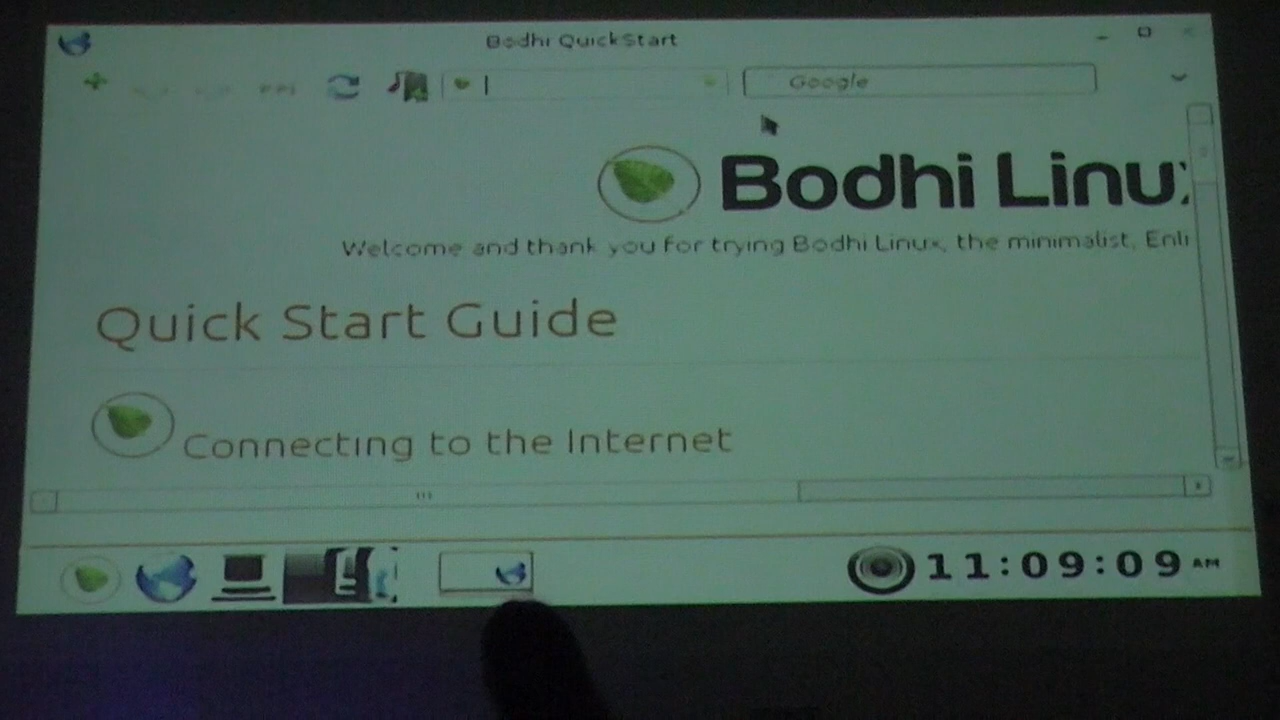 Bodhi QuickStart
Google
Bodhi Linux
Welcome and thank you for trying Bodhi Linux, the minimalist, Enli
Quick Start Guide
Connecting to the Internet
11:09:09 AM